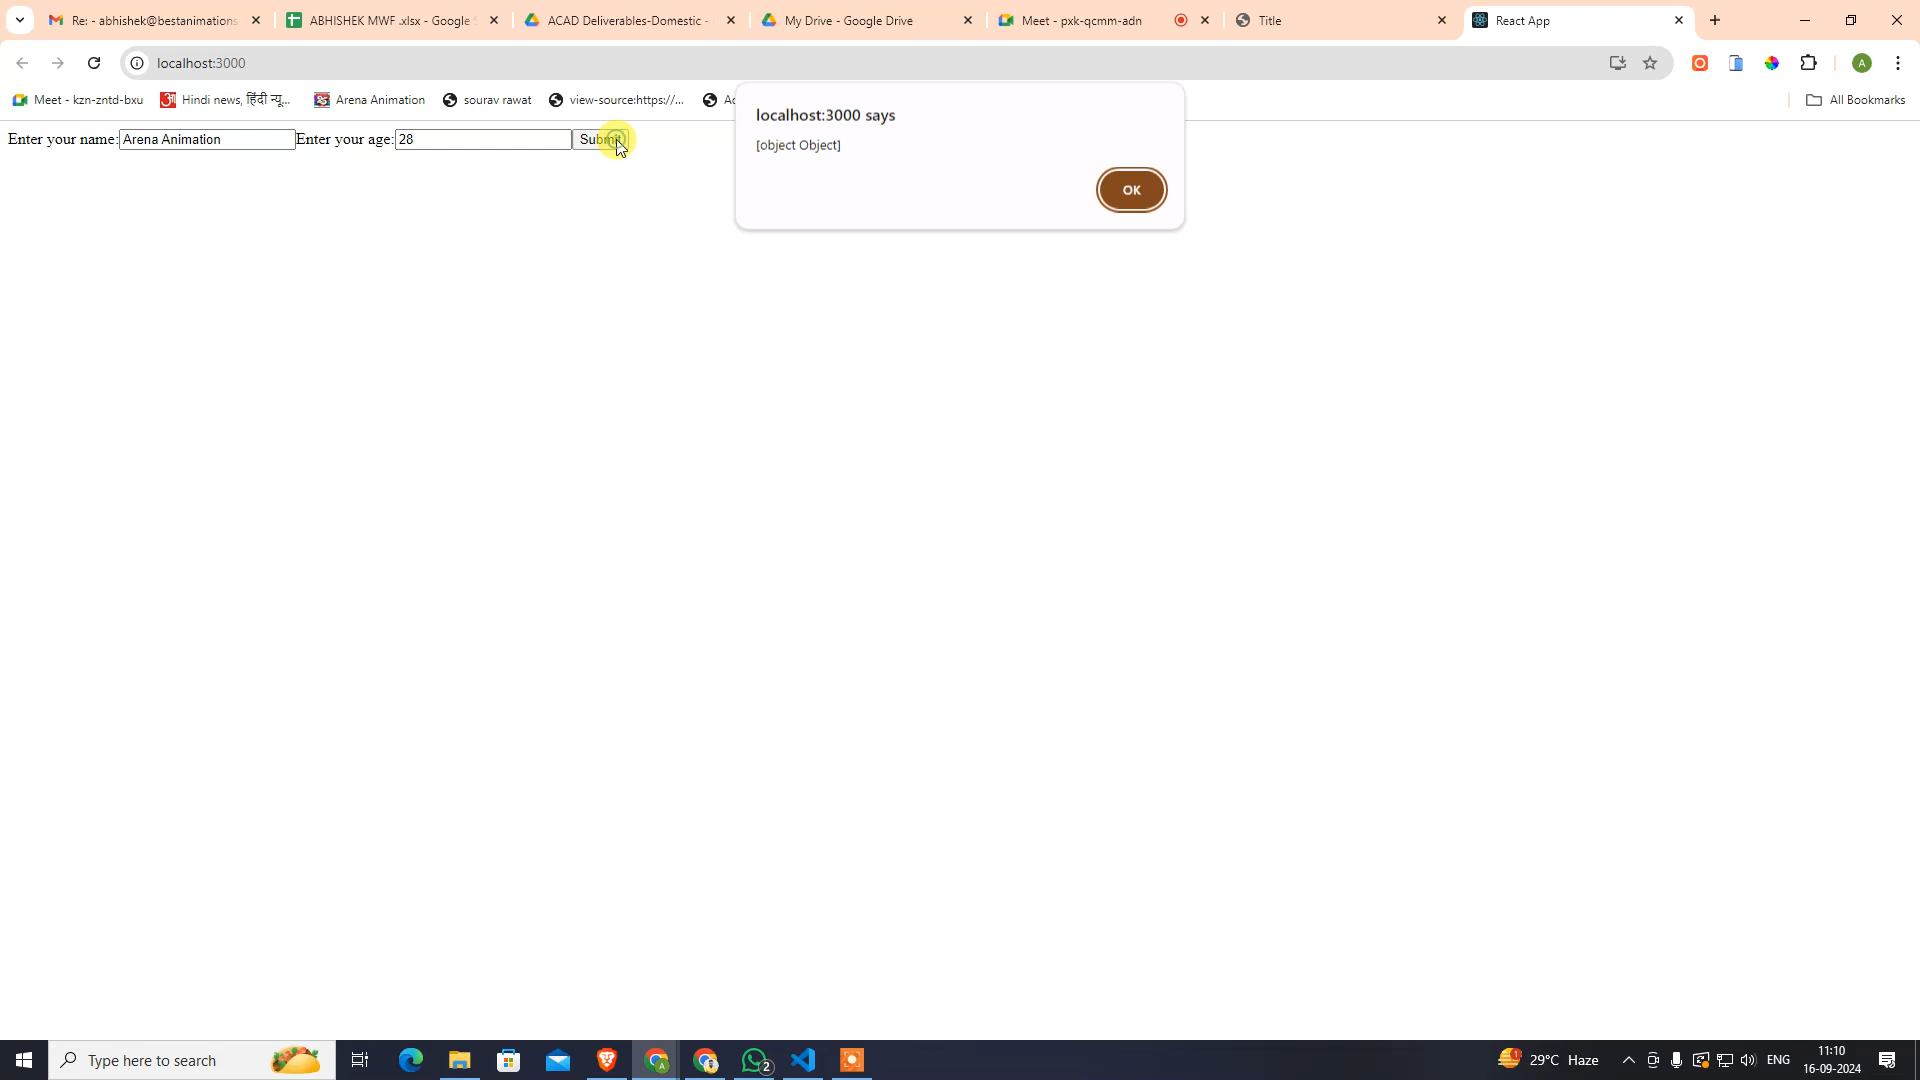 Re: - abhishek@bestanimations
ABHISHEK MWF .xlsx - Google S
ACAD Deliverables-Domestic -
My Drive - Google Drive
Meet - pxk-qcmm-adn
Title
React App
localhost:3000
A
Meet - kzn-zntd-bxu
Hindi news, हिंदी न्यू...
Arena Animation
sourav rawat
view-source:https://...
All Bookmarks
localhost:3000 says
[object Object]
OK
Enter your name: Arena Animation Enter your age: 28 Submit
Type here to search
A
2
1
29°C Haze
ENG
11:10
16-09-2024